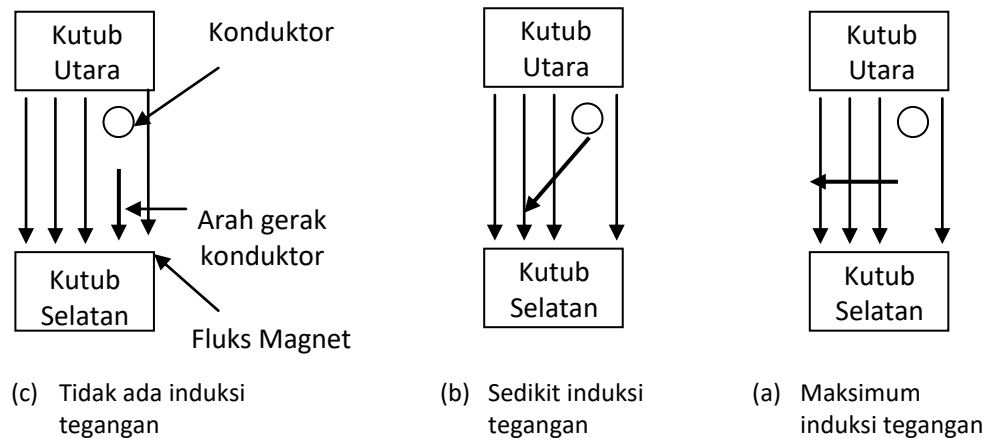 Kutub
Utara
Konduktor
Arah gerak
konduktor
Kutub
Selatan
Fluks Magnet
(c) Tidak ada induksi
tegangan
Kutub
Utara
Kutub
Selatan
(b) Sedikit induksi
tegangan
Kutub
Utara
Kutub
Selatan
(a) Maksimum
induksi tegangan